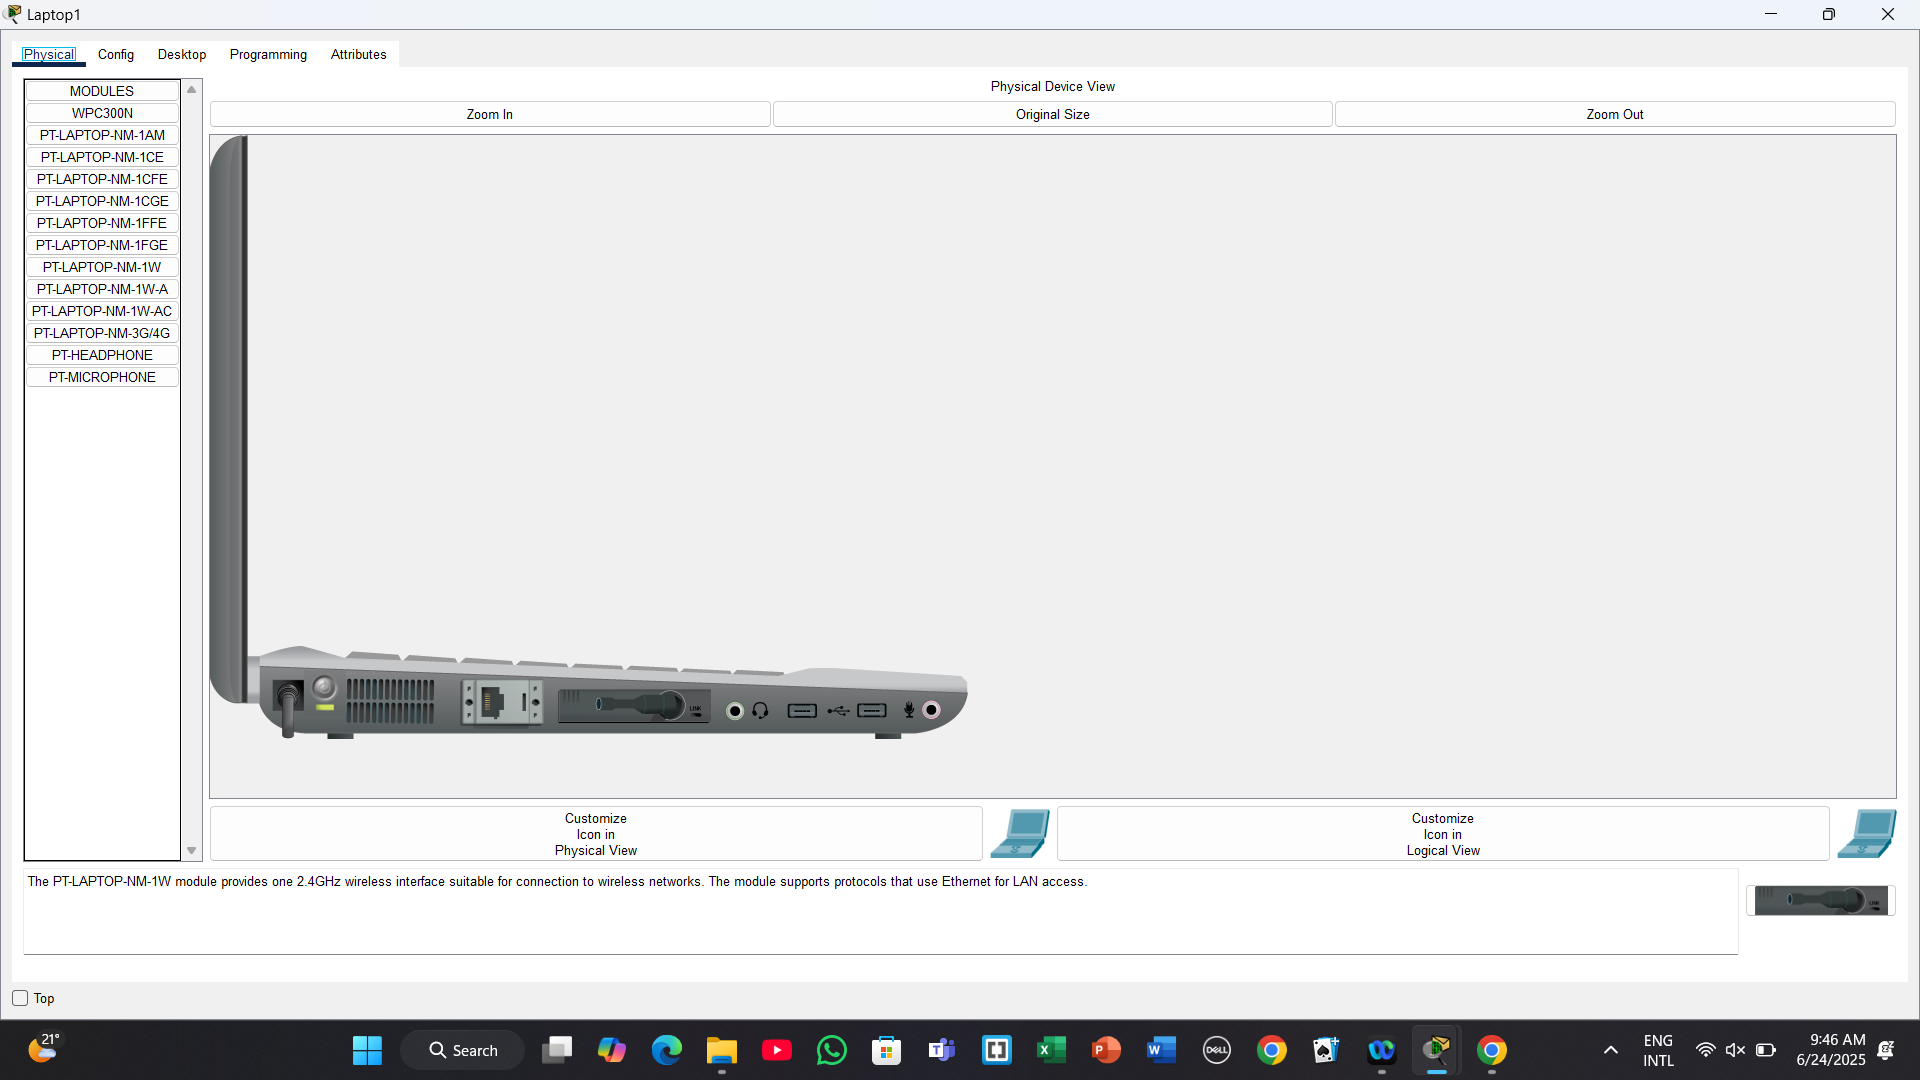 Laptop1
Physical
Config
Desktop
Programming
Attributes
MODULES
WPC300N
PT-LAPTOP-NM-1AM
PT-LAPTOP-NM-1CE
PT-LAPTOP-NM-1CFE
PT-LAPTOP-NM-1CGE
PT-LAPTOP-NM-1FFE
PT-LAPTOP-NM-1FGE
PT-LAPTOP-NM-1W
PT-LAPTOP-NM-1W-A
PT-LAPTOP-NM-1W-AC
PT-LAPTOP-NM-3G/4G
PT-HEADPHONE
PT-MICROPHONE
Physical Device View
Zoom In
Original Size
Zoom Out
LINK
Customize
Icon in
Physical View
Customize
Icon in
Logical View
The PT-LAPTOP-NM-1W module provides one 2.4GHz wireless interface suitable for connection to wireless networks. The module supports protocols that use Ethernet for LAN access.
LINK
Top
21°
Search
DELL
ENG
INTL
9:46 AM
6/24/2025